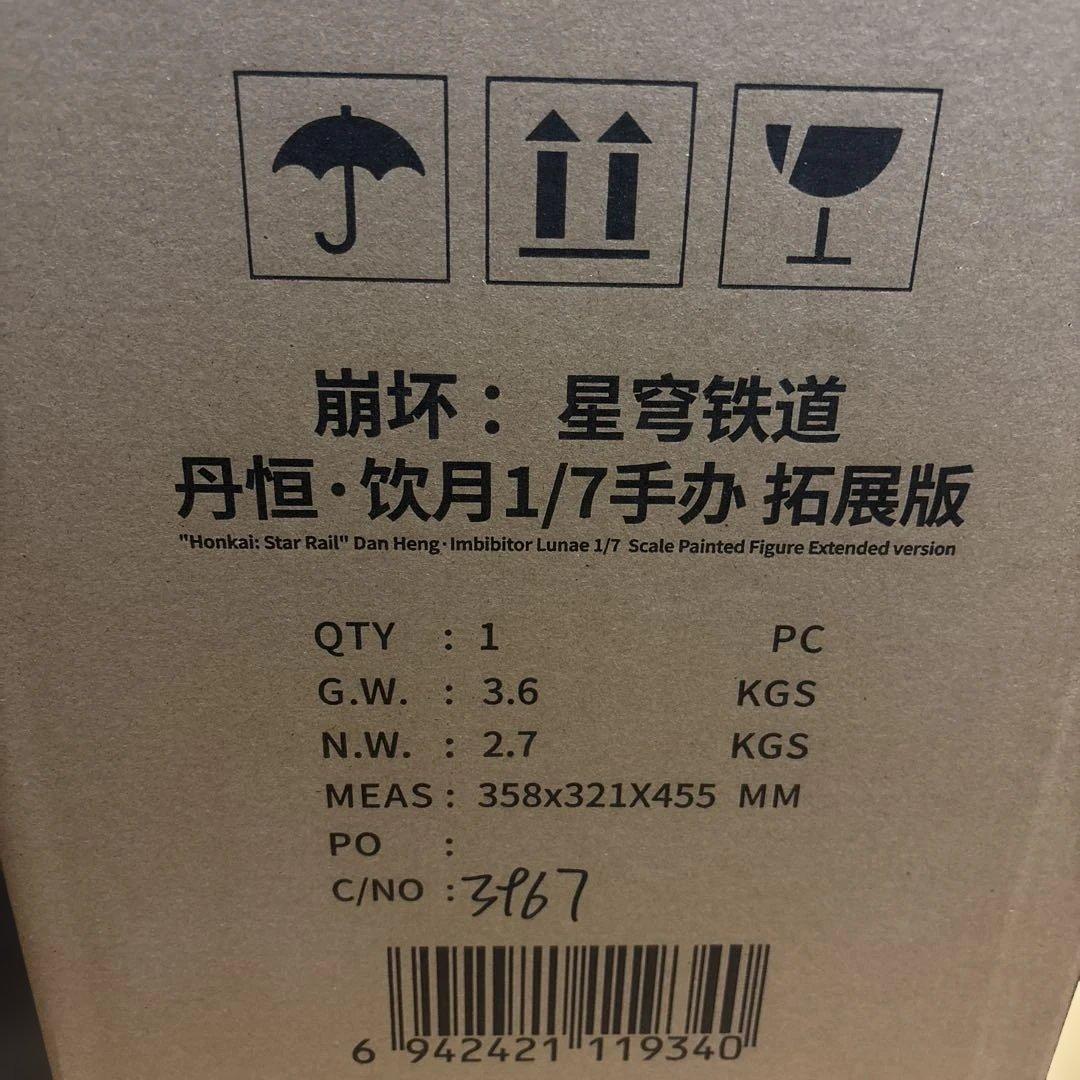 崩坏：星穹铁道
丹恒·饮月1/7手办 拓展版
"Honkai: Star Rail" Dan Heng·Imbibitor Lunae 1/7 Scale Painted Figure Extended version
QTY : 1 PC
G.W. : 3.6 KGS
N.W. : 2.7 KGS
MEAS : 358x321X455 MM
PO :
C/NO : 3967
6 942421 119340